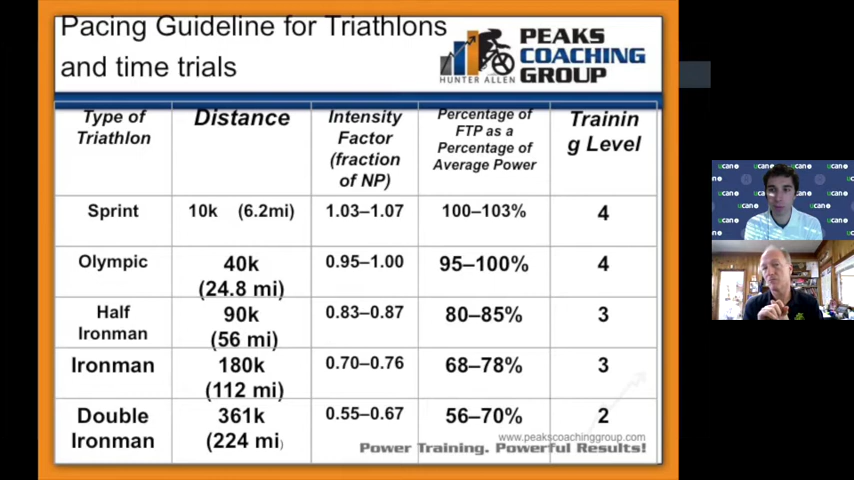 Pacing Guideline for Triathlons
and time trials
PEAKS
COACHING
GROUP
HUNTER ALLEN
Type of
Triathlon
Distance
Intensity
Factor
(fraction
of NP)
Percentage of
FTP as a
Percentage of
Average Power
Trainin
g Level
Sprint
10k (6.2mi)
1.03–1.07
100–103%
4
Olympic
40k
(24.8 mi)
0.95–1.00
95–100%
4
Half
Ironman
90k
(56 mi)
0.83–0.87
80–85%
3
Ironman
180k
(112 mi)
0.70–0.76
68–78%
3
Double
Ironman
361k
(224 mi)
0.55–0.67
56–70%
2
www.peakscoachinggroup.com
Power Training. Powerful Results!
ucan
ucan
ucan
ucan